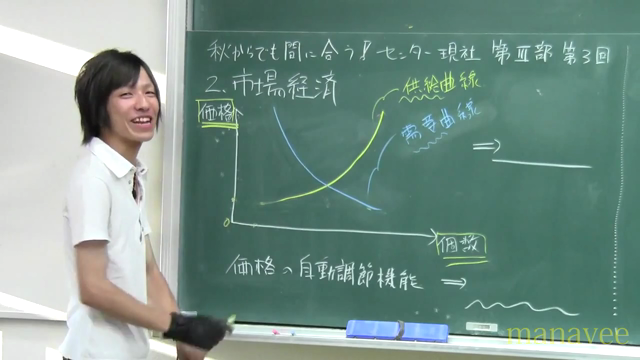 秋からでも間に合う！センター現社 第Ⅲ部 第3回
2. 市場経済
価格
供給曲線
需要曲線
⇒
0
個数
価格の自動調節機能 ⇒
manavee